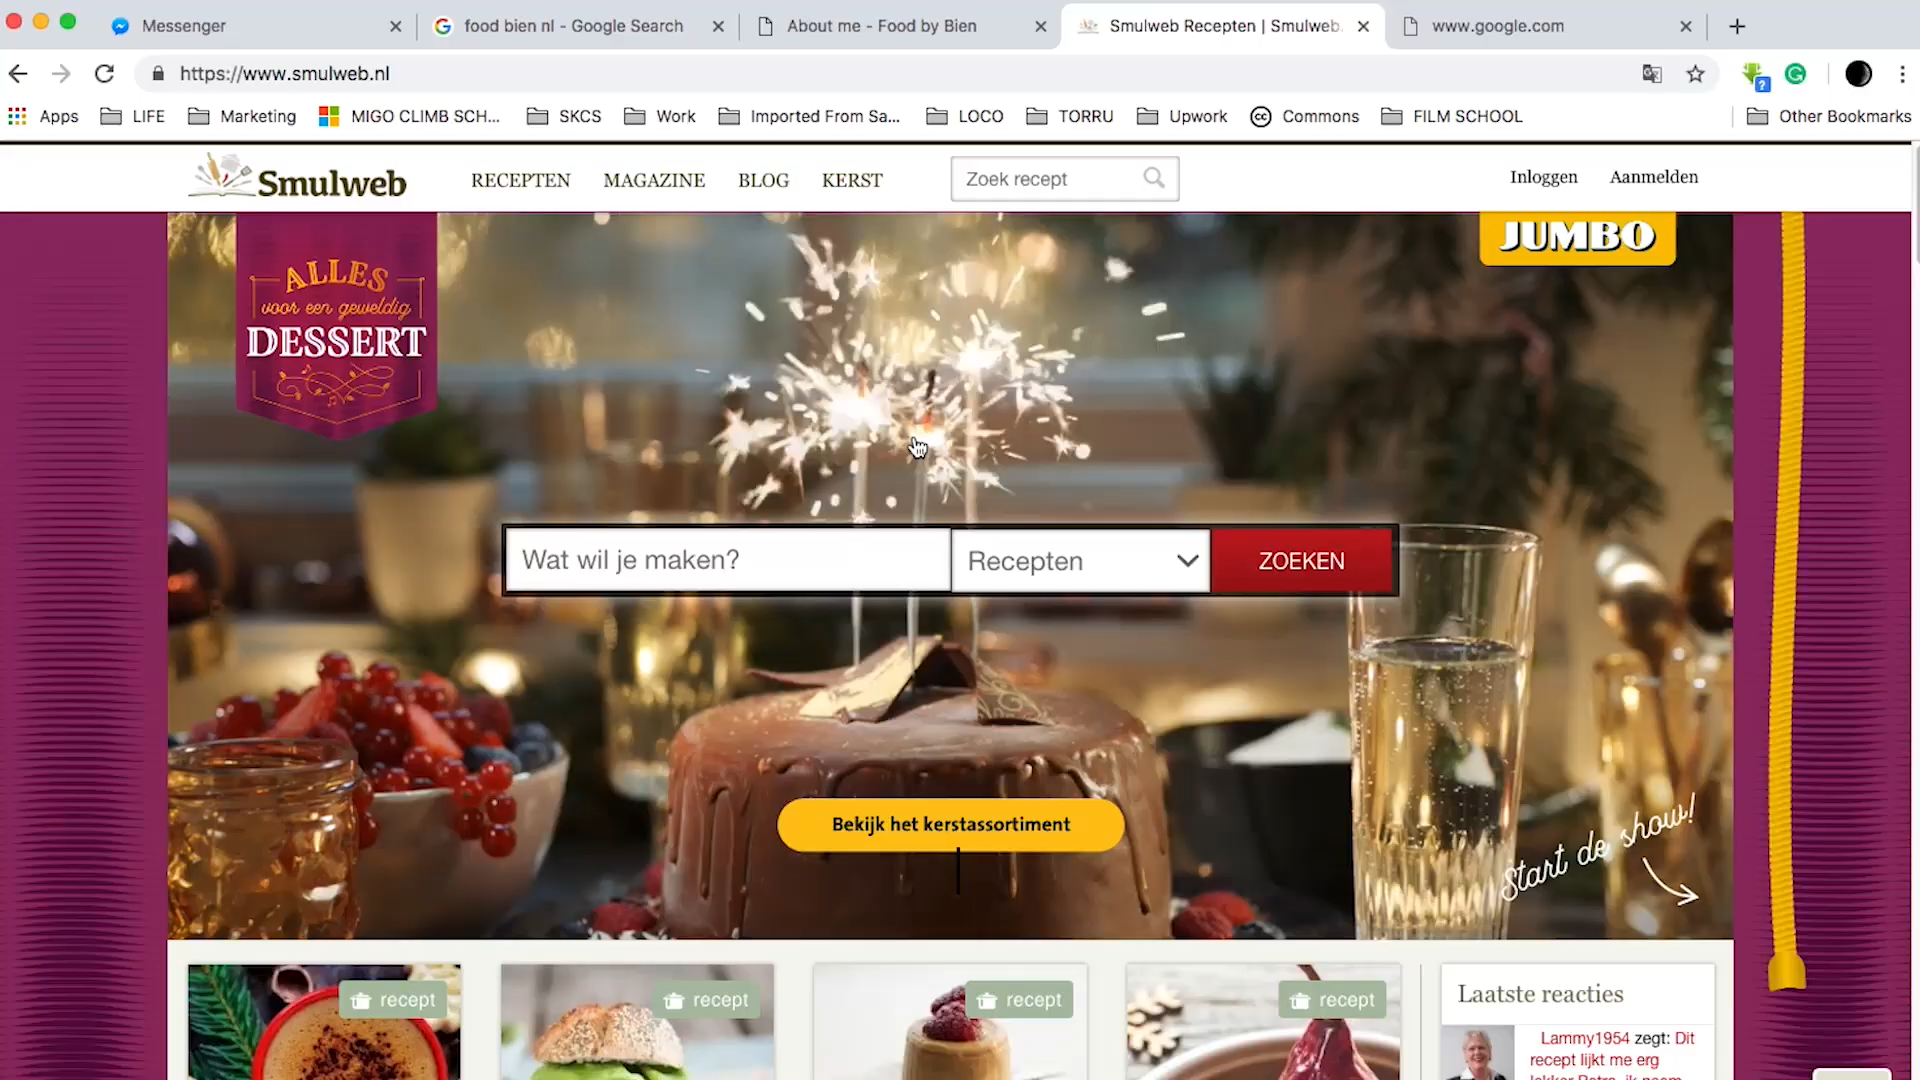 Messenger
food bien nl - Google Search
About me - Food by Bien
Smulweb Recepten | Smulweb.
www.google.com
https://www.smulweb.nl
Apps
LIFE
Marketing
MIGO CLIMB SCH...
SKCS
Work
Imported From Sa...
LOCO
TORRU
Upwork
cc
Commons
FILM SCHOOL
Other Bookmarks
Smulweb
RECEPTEN
MAGAZINE
BLOG
KERST
Zoek recept
Inloggen
Aanmelden
JUMBO
ALLES
voor een geweldig
DESSERT
Wat wil je maken?
Recepten
ZOEKEN
Bekijk het kerstassortiment
Start de show!
recept
recept
recept
recept
Laatste reacties
Lammy1954 zegt: Dit
recept lijkt me erg